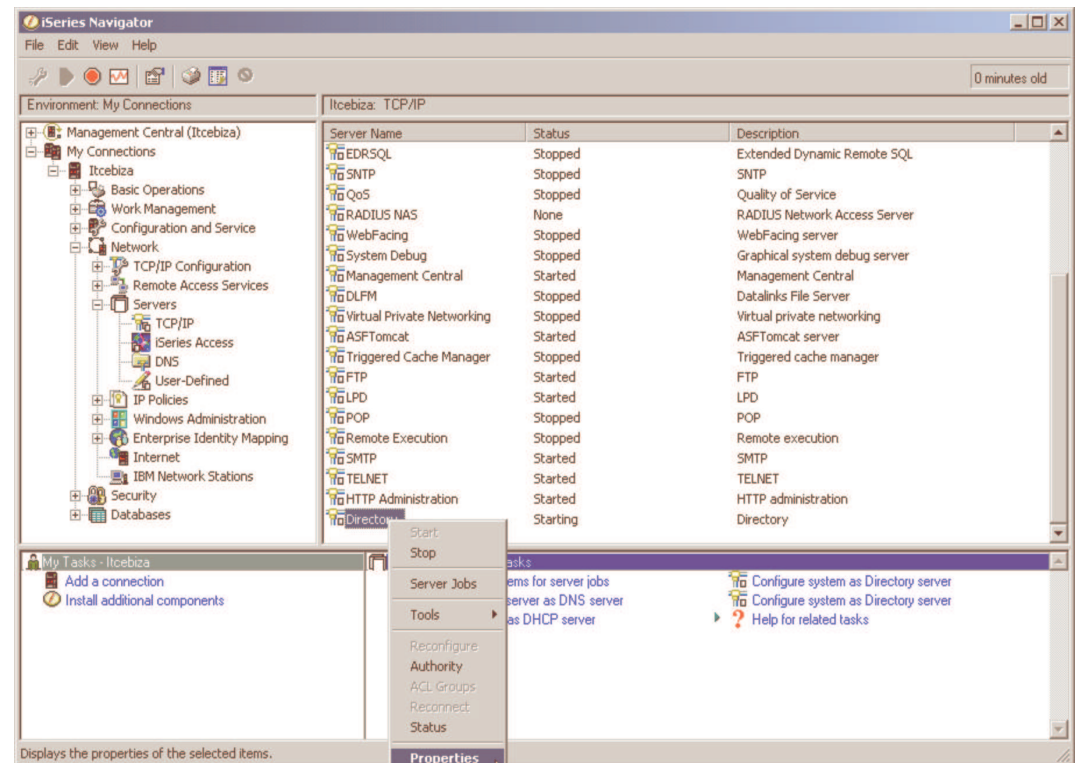 iSeries Navigator
File Edit View Help
0 minutes old
Environment: My Connections
Itcebiza: TCP/IP
Management Central (Itcebiza)
My Connections
Itcebiza
Basic Operations
Work Management
Configuration and Service
Network
TCP/IP Configuration
Remote Access Services
Servers
TCP/IP
iSeries Access
DNS
User-Defined
IP Policies
Windows Administration
Enterprise Identity Mapping
Internet
IBM Network Stations
Security
Databases
Server Name Status Description
EDRSQL Stopped Extended Dynamic Remote SQL
SNTP Stopped SNTP
QoS Stopped Quality of Service
RADIUS NAS None RADIUS Network Access Server
WebFacing Stopped WebFacing server
System Debug Stopped Graphical system debug server
Management Central Started Management Central
DLFM Stopped Datalinks File Server
Virtual Private Networking Stopped Virtual private networking
ASFTomcat Started ASFTomcat server
Triggered Cache Manager Stopped Triggered cache manager
FTP Started FTP
LPD Started LPD
POP Stopped POP
Remote Execution Stopped Remote execution
SMTP Started SMTP
TELNET Started TELNET
HTTP Administration Started HTTP administration
Directory Starting Directory
Start
Stop
Server Jobs
Tools
Reconfigure
Authority
ACL Groups
Reconnect
Status
Properties
My Tasks - Itcebiza
Add a connection
Install additional components
asks
ems for server jobs
server as DNS server
as DHCP server
Configure system as Directory server
Configure system as Directory server
Help for related tasks
Displays the properties of the selected items.